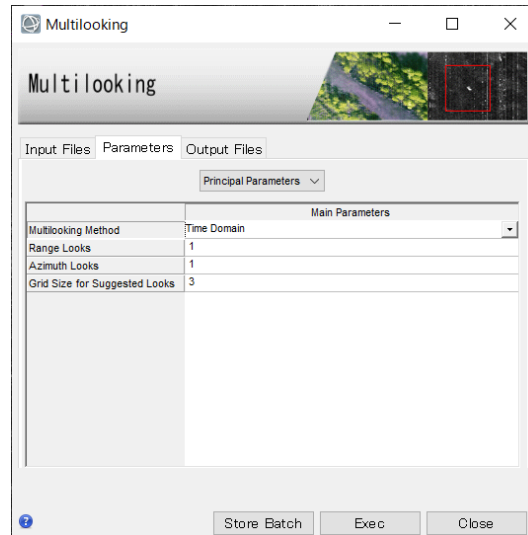 Multilooking
Multilooking
Input Files Parameters Output Files
Principal Parameters
Main Parameters
Multilooking Method Time Domain
Range Looks 1
Azimuth Looks 1
Grid Size for Suggested Looks 3
? Store Batch Exec Close